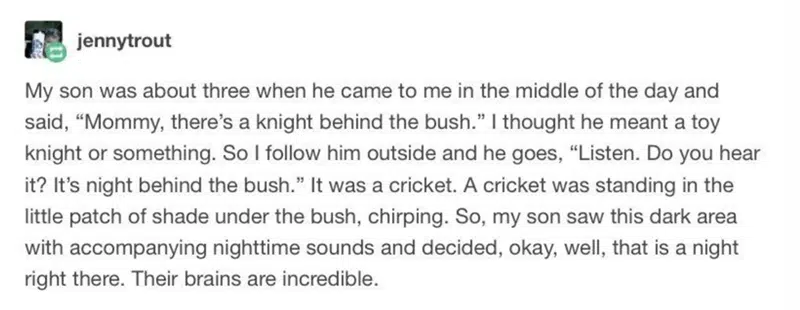 jennytrout
My son was about three when he came to me in the middle of the day and
said, “Mommy, there’s a knight behind the bush.” I thought he meant a toy
knight or something. So I follow him outside and he goes, “Listen. Do you hear
it? It’s night behind the bush.” It was a cricket. A cricket was standing in the
little patch of shade under the bush, chirping. So, my son saw this dark area
with accompanying nighttime sounds and decided, okay, well, that is a night
right there. Their brains are incredible.